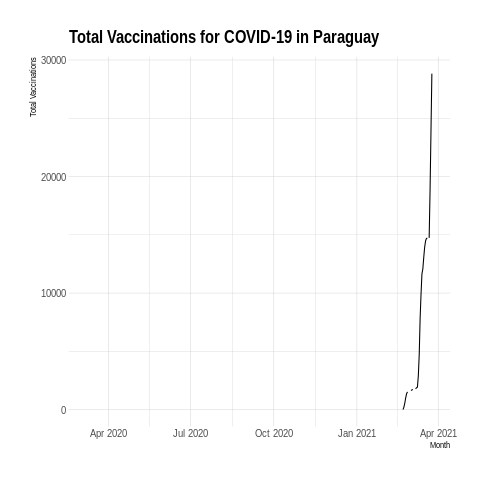 Total Vaccinations for COVID-19 in Paraguay
Total Vaccinations
30000
20000
10000
0
Apr 2020 Jul 2020 Oct 2020 Jan 2021 Apr 2021
Month